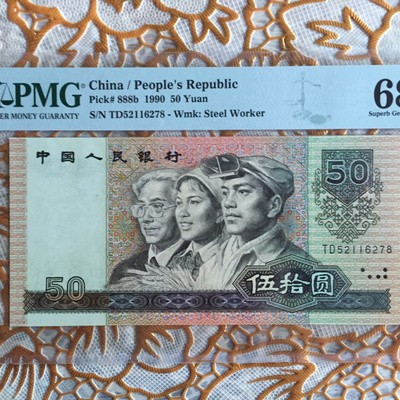 PMG
ER MONEY GUARANTY
China / People's Republic
Pick# 888b 1990 50 Yuan
S/N TD52116278 - Wmk: Steel Worker
68
Superb Ge
中国人民银行
50
TD52116278
50
伍拾圆